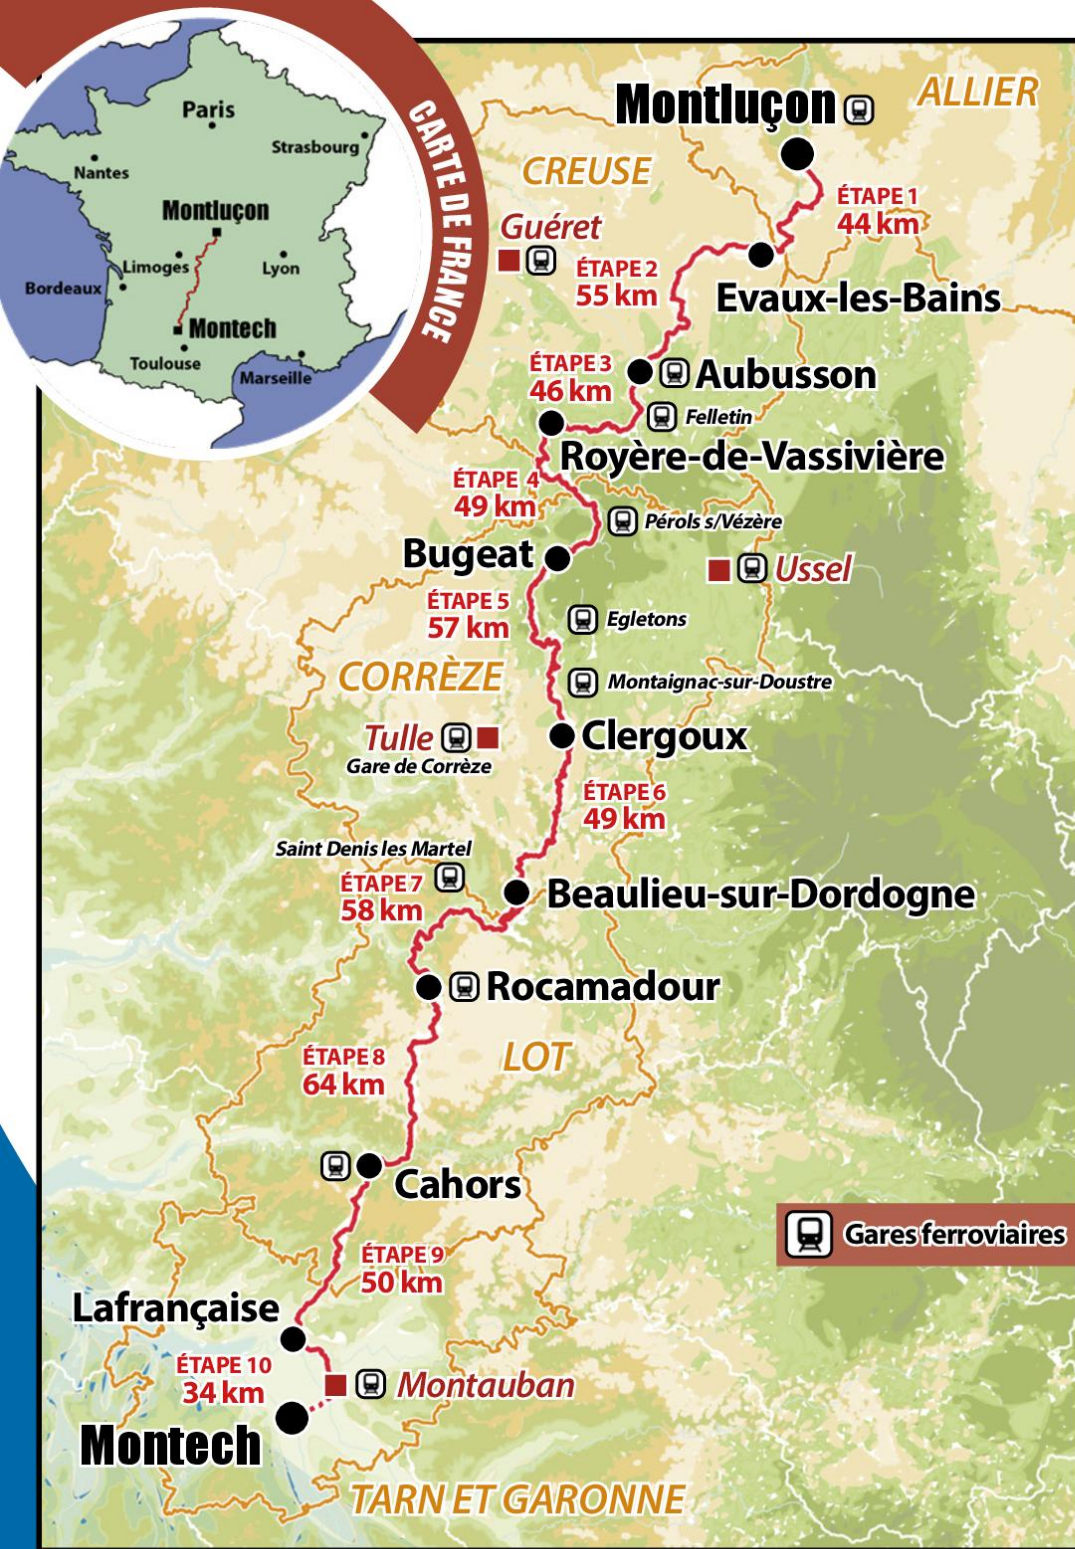 CARTE DE FRANCE
Paris
Strasbourg
Nantes
Montluçon
Limoges
Lyon
Bordeaux
Montech
Toulouse
Marseille
Montluçon
ALLIER
CREUSE
ÉTAPE 1
44 km
Guéret
ÉTAPE 2
55 km
Evaux-les-Bains
ÉTAPE 3
46 km
Aubusson
Felletin
Royère-de-Vassivière
ÉTAPE 4
49 km
Pérols s/Vézère
Bugeat
Ussel
ÉTAPE 5
57 km
Egletons
CORRÈZE
Montaignac-sur-Doustre
Tulle
Gare de Corrèze
Clergoux
ÉTAPE 6
49 km
Saint Denis les Martel
ÉTAPE 7
58 km
Beaulieu-sur-Dordogne
Rocamadour
LOT
ÉTAPE 8
64 km
Cahors
Gares ferroviaires
ÉTAPE 9
50 km
Lafrançaise
ÉTAPE 10
34 km
Montauban
Montech
TARN ET GARONNE